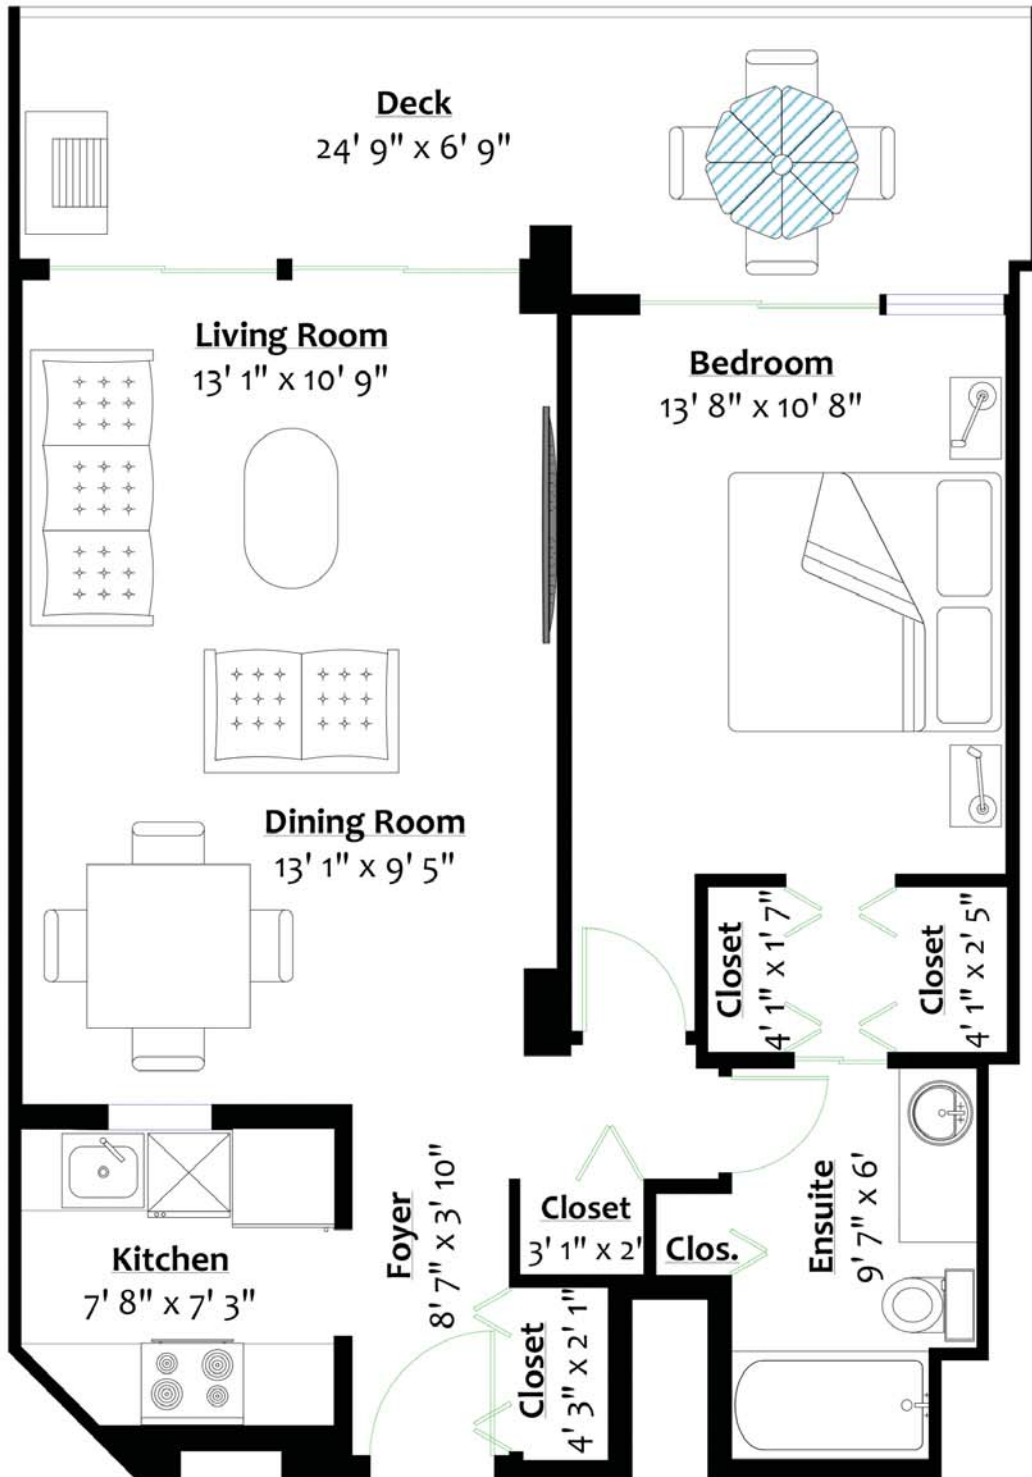 Deck
24' 9" x 6' 9"
Living Room
13' 1" x 10' 9"
Bedroom
13' 8" x 10' 8"
Dining Room
13' 1" x 9' 5"
Closet
4' 1" x 1' 7"
Closet
4' 1" x 2' 5"
Kitchen
7' 8" x 7' 3"
Foyer
8' 7" x 3' 10"
Closet
3' 1" x 2'
Clos.
Ensuite
9' 7" x 6'
Closet
4' 3" x 2' 1"